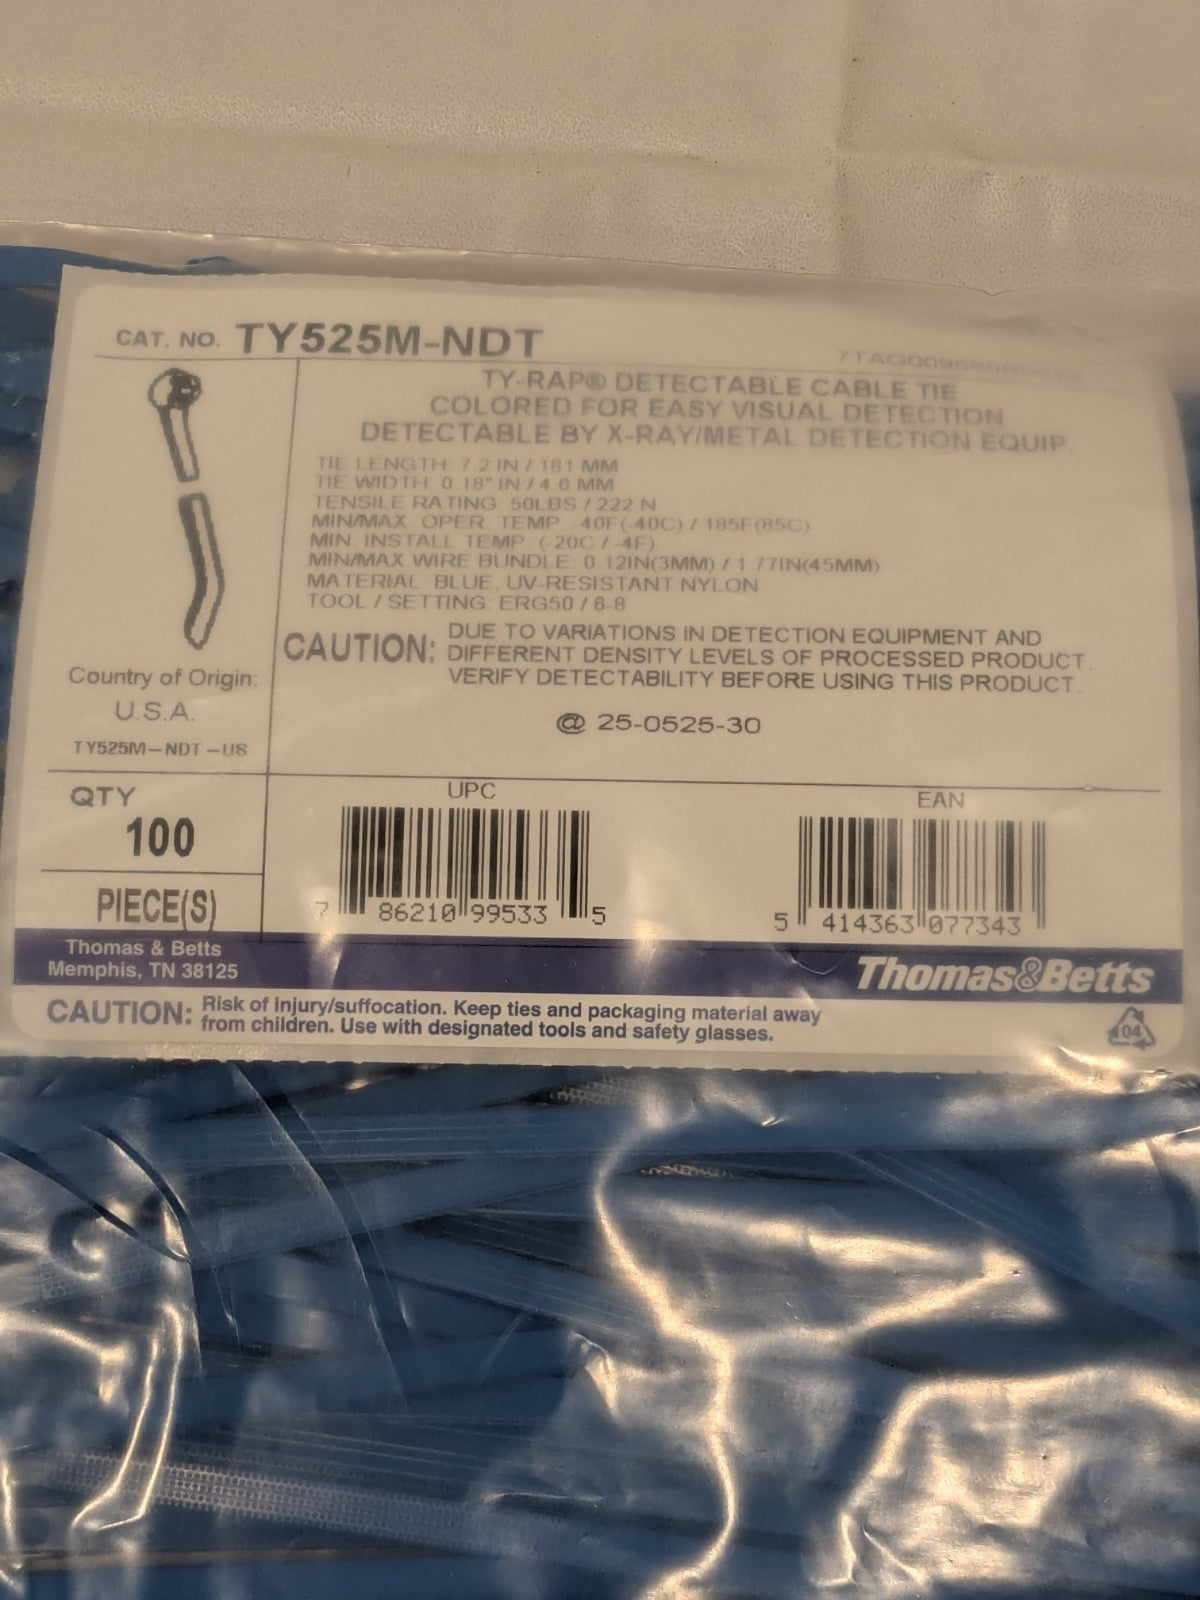 CAT. NO. TY525M-NDT
TY-RAP® DETECTABLE CABLE TIE
COLORED FOR EASY VISUAL DETECTION
DETECTABLE BY X-RAY/METAL DETECTION EQUIP.
TIE LENGTH: 7.2 IN / 181 MM
TIE WIDTH: 0.18" IN / 4.6 MM
TENSILE RATING: 50LBS / 222 N
MIN/MAX. OPER. TEMP. -40F(-40C) / 185F(85C)
MIN. INSTALL TEMP. (-20C / -4F)
MIN/MAX WIRE BUNDLE: 0.12IN(3MM) / 1.77IN(45MM)
MATERIAL: BLUE, UV-RESISTANT NYLON
TOOL / SETTING: ERG50 / 6-8
CAUTION: DUE TO VARIATIONS IN DETECTION EQUIPMENT AND
DIFFERENT DENSITY LEVELS OF PROCESSED PRODUCT.
VERIFY DETECTABILITY BEFORE USING THIS PRODUCT.
@ 25-0525-30
Country of Origin:
U.S.A.
TY525M-NDT-US
QTY
100
PIECE(S)
UPC
7 86210 99533 5
EAN
5 414363 077343
Thomas & Betts
Memphis, TN 38125
Thomas&Betts
CAUTION: Risk of injury/suffocation. Keep ties and packaging material away
from children. Use with designated tools and safety glasses.
04